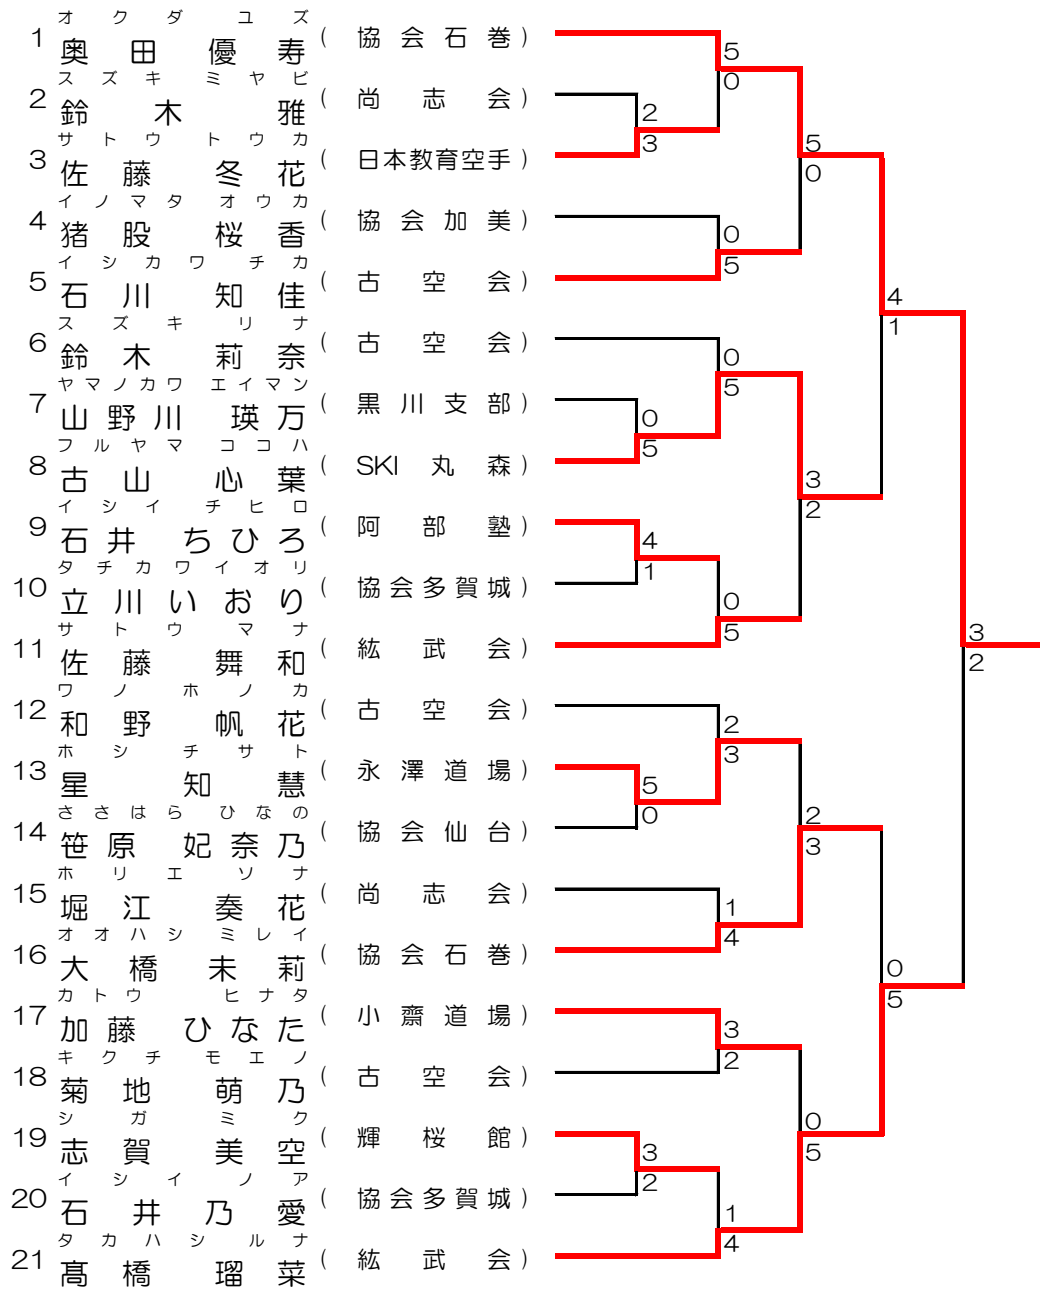 オクダ ユズ
1 奥田 優寿 (協会石巻)
5
0
スズキ ミヤビ
2 鈴木 雅 (尚志会)
2
3
サトウ トウカ
3 佐藤 冬花 (日本教育空手)
5
0
イノマタ オウカ
4 猪股 桜香 (協会加美)
0
5
イシカワ チカ
5 石川 知佳 (古空会)
4
1
スズキ リナ
6 鈴木 莉奈 (古空会)
0
5
ヤマノカワ エイマン
7 山野川 瑛万 (黒川支部)
0
5
フルヤマ ココハ
8 古山 心葉 (SKI 丸森)
3
2
イシイ チヒロ
9 石井 ちひろ (阿部塾)
4
1
タチカワイオリ
10 立川いおり (協会多賀城)
0
5
サトウ マナ
11 佐藤 舞和 (紘武会)
3
2
ワノ ホノカ
12 和野 帆花 (古空会)
2
3
ホシ チサト
13 星 知慧 (永澤道場)
5
0
ささはら ひなの
14 笹原 妃奈乃 (協会仙台)
2
3
ホリエ ソナ
15 堀江 奏花 (尚志会)
1
4
オオハシ ミレイ
16 大橋 未莉 (協会石巻)
0
5
カトウ ヒナタ
17 加藤 ひなた (小齋道場)
3
2
キクチ モエノ
18 菊地 萌乃 (古空会)
0
5
シガ ミク
19 志賀 美空 (輝桜館)
3
2
イシイ ノア
20 石井 乃愛 (協会多賀城)
1
4
タカハシ ルナ
21 髙橋 瑠菜 (紘武会)